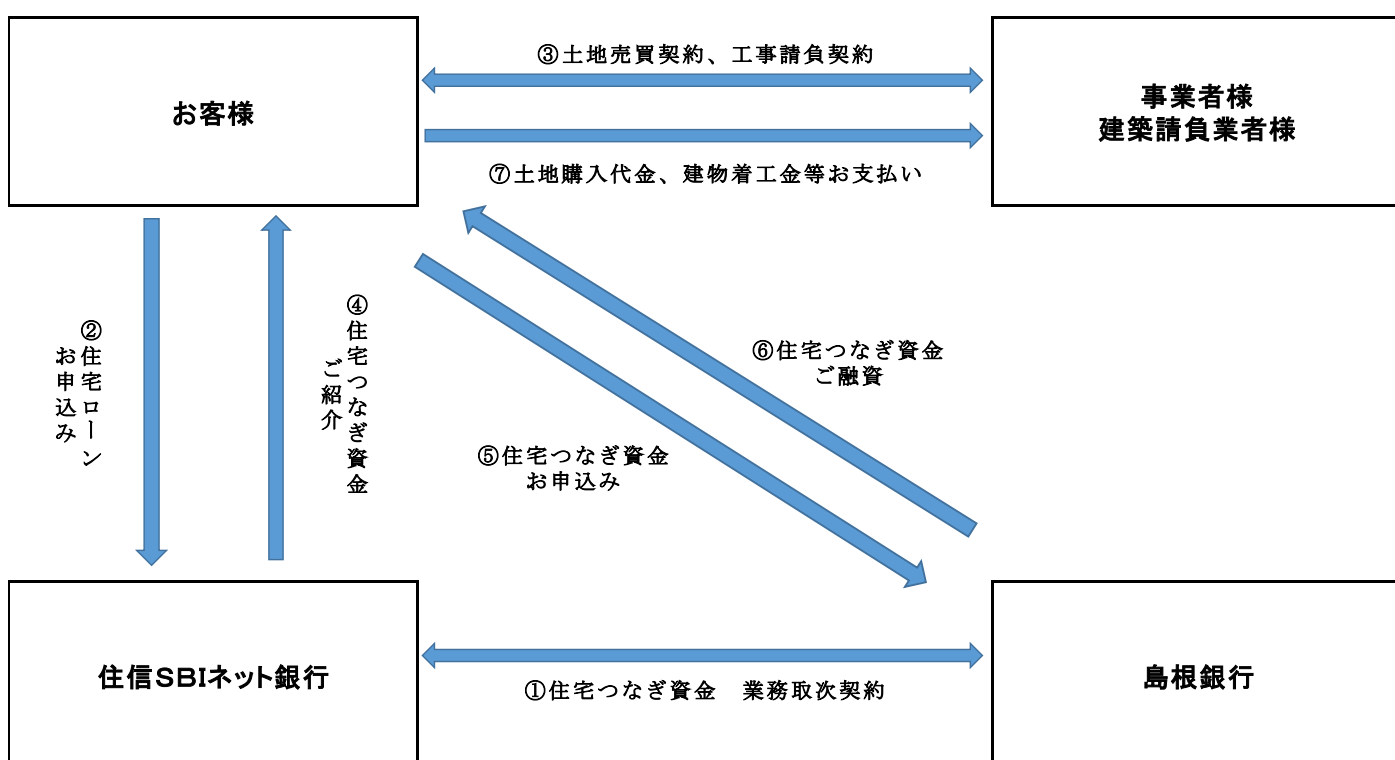 ③土地売買契約、工事請負契約
お客様
事業者様
建築請負業者様
⑦土地購入代金、建物着工金等お支払い
②住宅ローン
お申込み
④住宅つなぎ資金
ご紹介
⑥住宅つなぎ資金
ご融資
⑤住宅つなぎ資金
お申込み
住信SBIネット銀行
①住宅つなぎ資金　業務取次契約
島根銀行